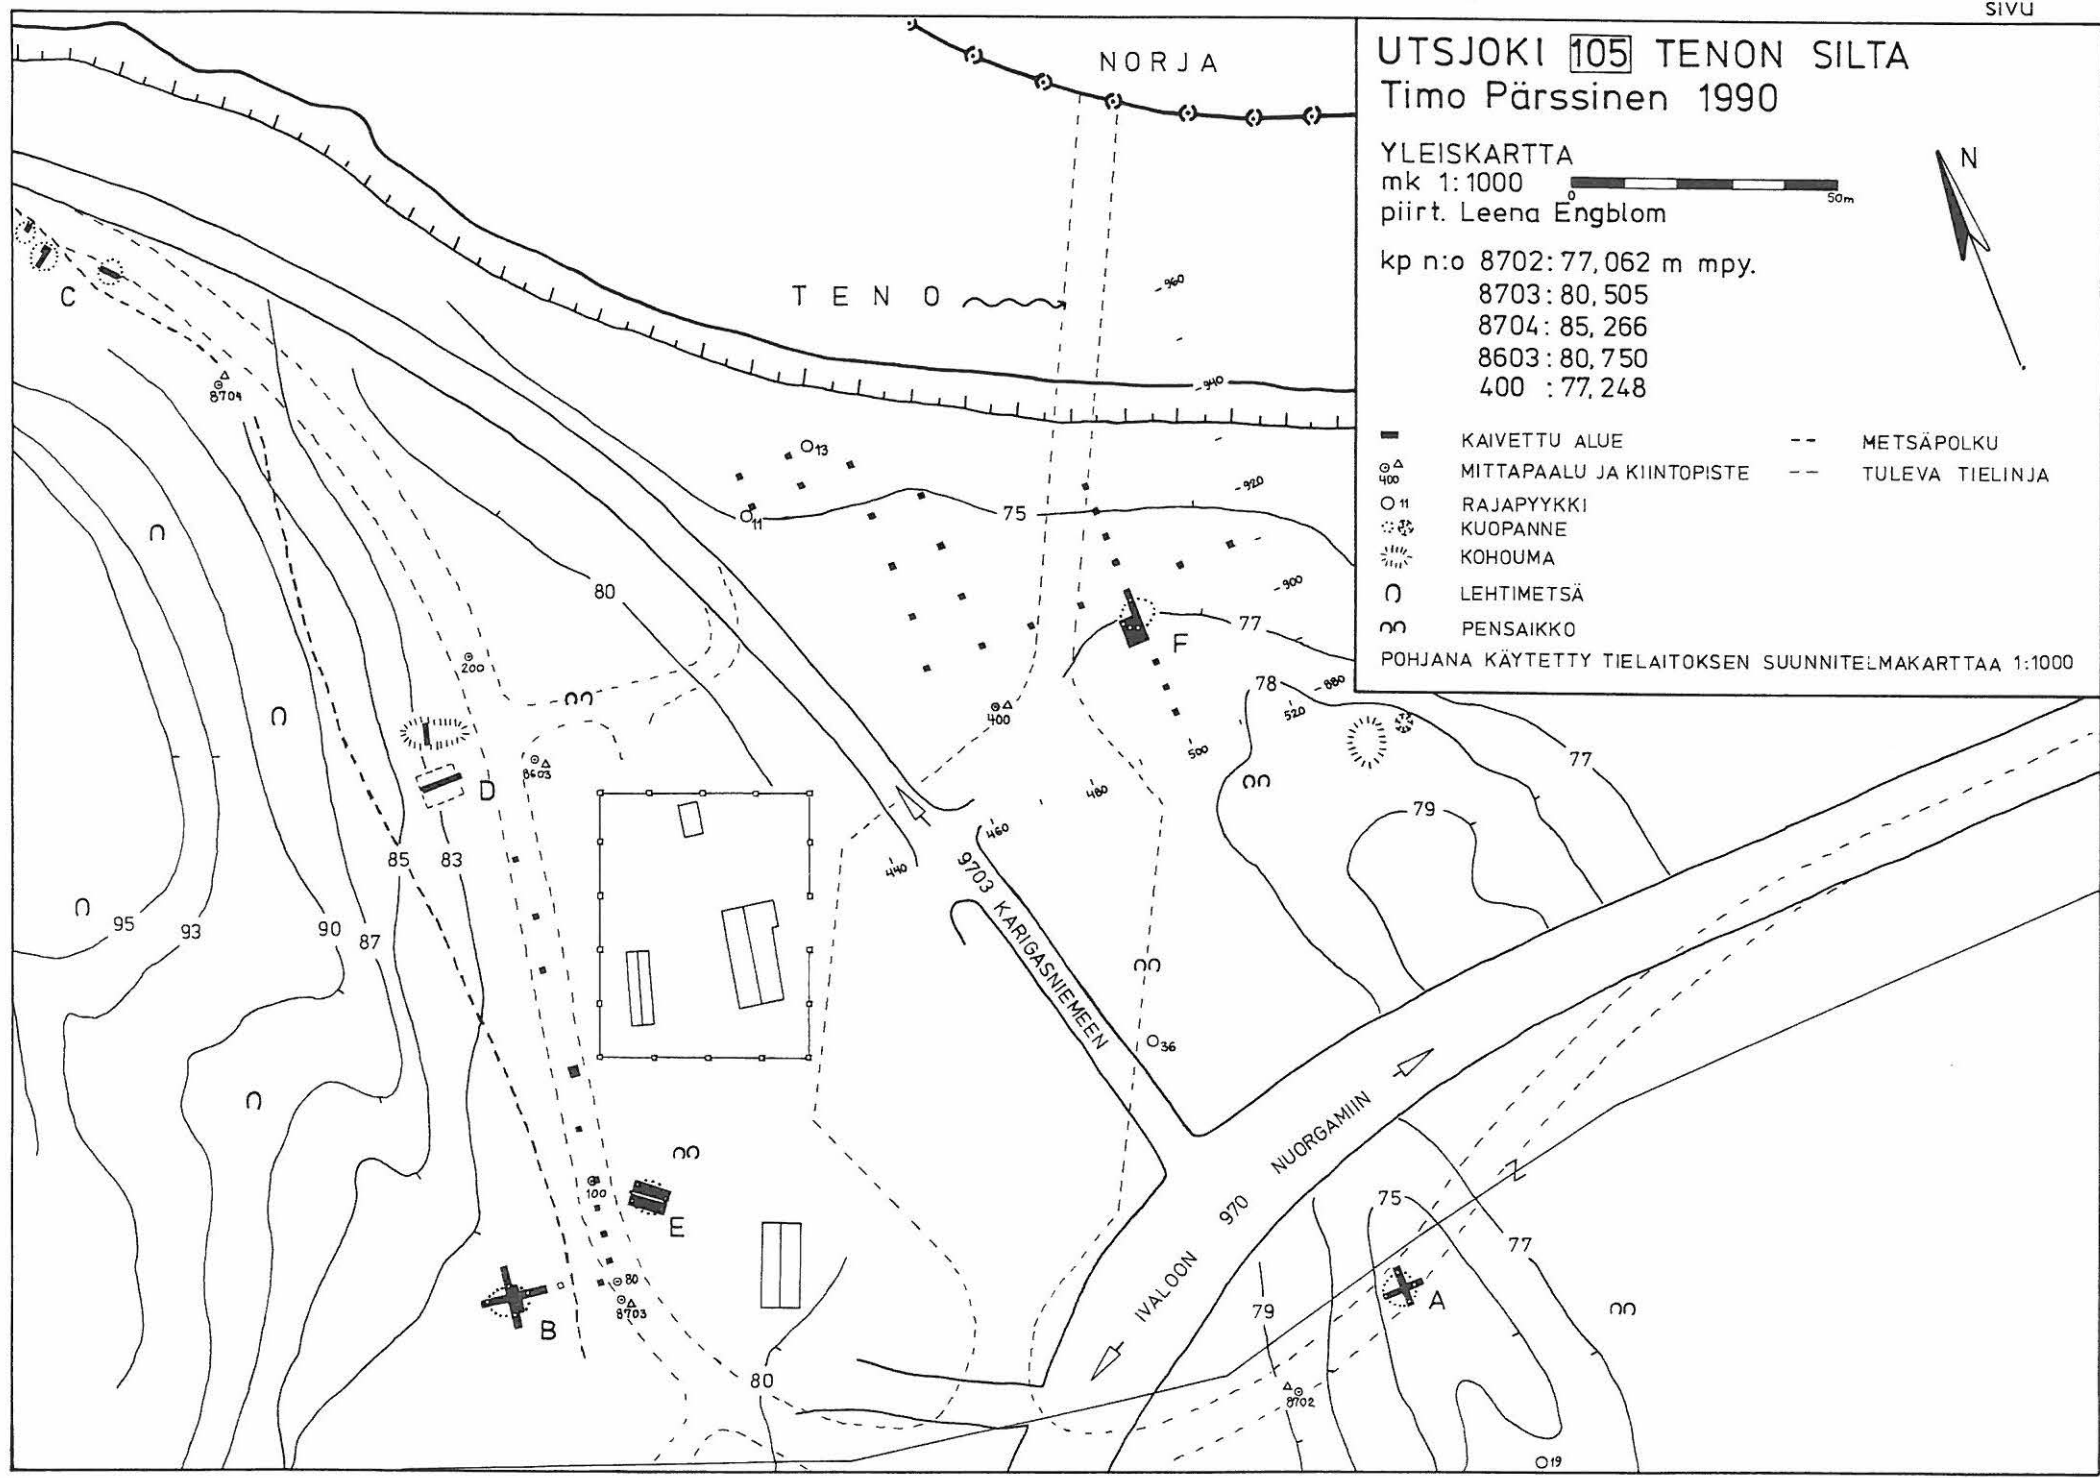 sivu
UTSJOKI 105 TENON SILTA
Timo Pärssinen 1990
YLEISKARTTA
mk 1:1000
0
50m
piirt. Leena Engblom
N
kp n:o 8702: 77,062 m mpy.
8703: 80,505
8704: 85,266
8603: 80,750
400 : 77,248
KAIVETTU ALUE
METSÄPOLKU
400
MITTAPAALU JA KIINTOPISTE
TULEVA TIELINJA
11
RAJAPYYKKI
KUOPANNE
KOHOUMA
LEHTIMETSÄ
PENSAIKKO
POHJANA KÄYTETTY TIELAITOKSEN SUUNNITELMAKARTTAA 1:1000
NORJA
TENO
960
940
C
8704
13
920
11
75
80
900
77
F
200
78
880
400
520
500
77
8603
D
480
79
460
440
85
83
9703 KARIGASNIEMEEN
95
93
90
87
36
NUORGAMIIN
100
E
970
75
77
IVALOON
80
8703
B
79
A
80
8702
19